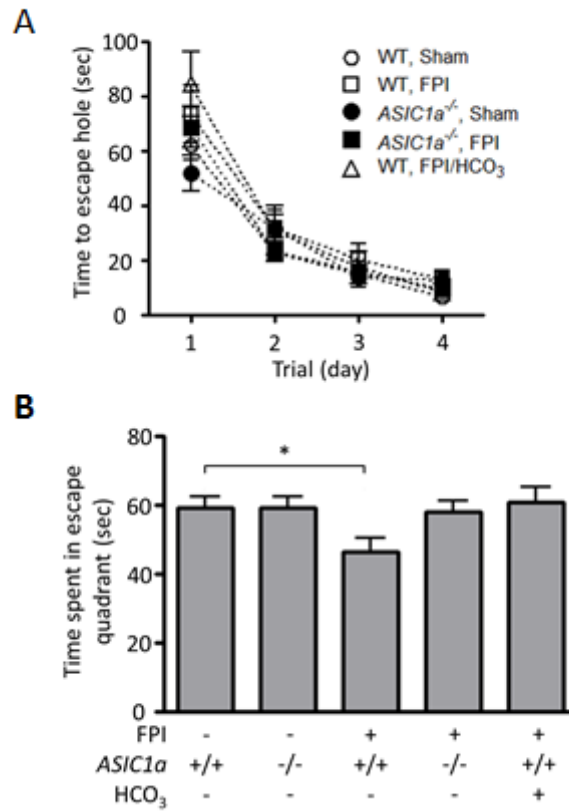 A
Time to escape hole (sec)
100
80
60
40
20
0
WT, Sham
WT, FPI
ASIC1a-/-, Sham
ASIC1a-/-, FPI
WT, FPI/HCO3
1 2 3 4
Trial (day)
B
Time spent in escape
quadrant (sec)
80
60
40
20
0
*
FPI - - + + +
ASIC1a +/+ -/- +/+ -/- +/+
HCO3 - - - - +